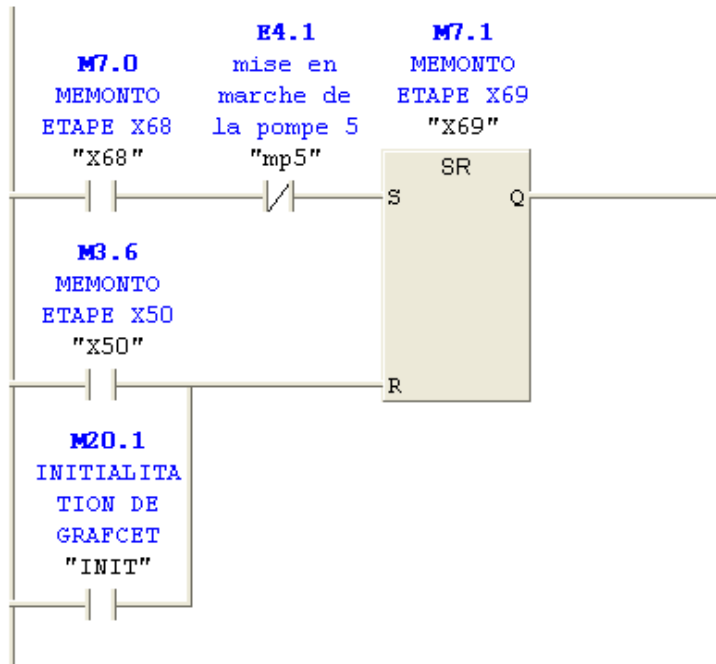 M7.0
MEMONTO
ETAPE X68
"X68"
E4.1
mise en
marche de
la pompe 5
"mp5"
M7.1
MEMONTO
ETAPE X69
"X69"
SR
S
Q
M3.6
MEMONTO
ETAPE X50
"X50"
R
M20.1
INITIALITA
TION DE
GRAFCET
"INIT"